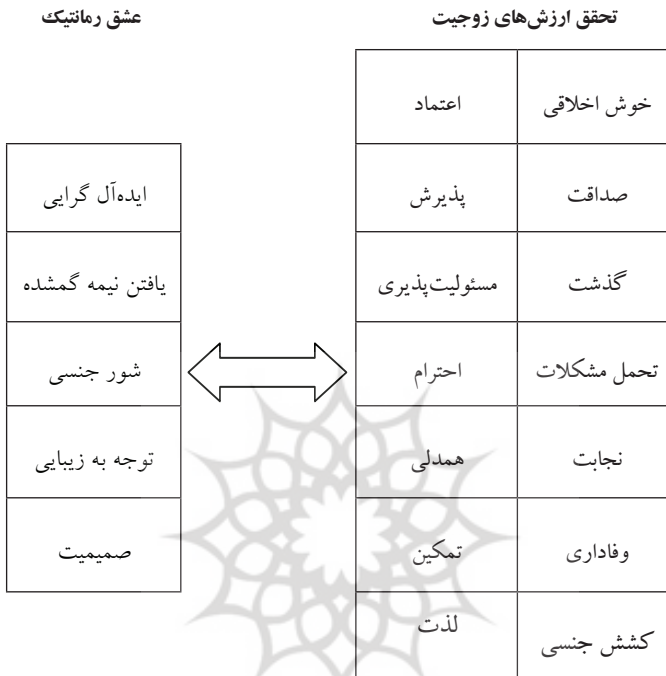 تحقق ارزش‌های زوجیت
عشق رمانتیک
خوش اخلاقی
اعتماد
صداقت
پذیرش
ایده‌آل گرایی
گذشت
مسئولیت‌پذیری
یافتن نیمه گمشده
تحمل مشکلات
احترام
شور جنسی
نجابت
همدلی
توجه به زیبایی
وفاداری
تمکین
صمیمیت
کشش جنسی
لذت